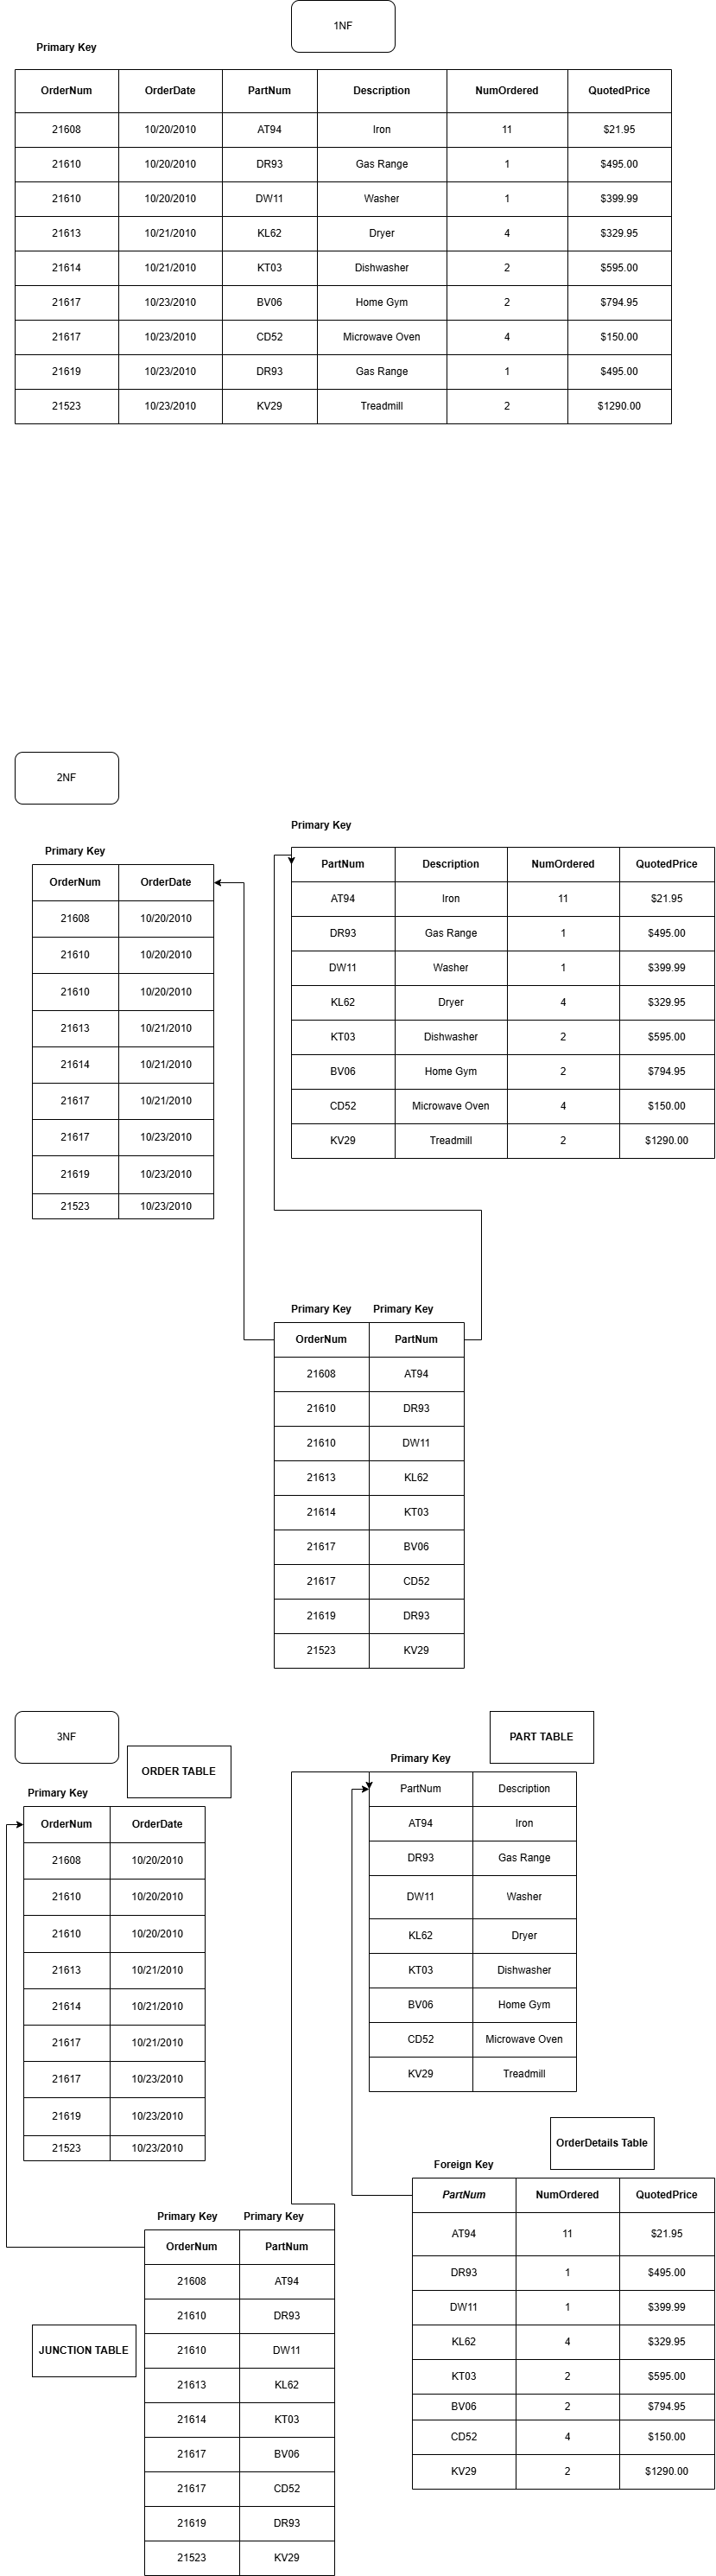 1NF
Primary Key
OrderNum OrderDate PartNum Description NumOrdered QuotedPrice
21608 10/20/2010 AT94 Iron 11 $21.95
21610 10/20/2010 DR93 Gas Range 1 $495.00
21610 10/20/2010 DW11 Washer 1 $399.99
21613 10/21/2010 KL62 Dryer 4 $329.95
21614 10/21/2010 KT03 Dishwasher 2 $595.00
21617 10/23/2010 BV06 Home Gym 2 $794.95
21617 10/23/2010 CD52 Microwave Oven 4 $150.00
21619 10/23/2010 DR93 Gas Range 1 $495.00
21523 10/23/2010 KV29 Treadmill 2 $1290.00
2NF
Primary Key
OrderNum OrderDate
21608 10/20/2010
21610 10/20/2010
21610 10/20/2010
21613 10/21/2010
21614 10/21/2010
21617 10/21/2010
21617 10/23/2010
21619 10/23/2010
21523 10/23/2010
Primary Key
PartNum Description NumOrdered QuotedPrice
AT94 Iron 11 $21.95
DR93 Gas Range 1 $495.00
DW11 Washer 1 $399.99
KL62 Dryer 4 $329.95
KT03 Dishwasher 2 $595.00
BV06 Home Gym 2 $794.95
CD52 Microwave Oven 4 $150.00
KV29 Treadmill 2 $1290.00
Primary Key Primary Key
OrderNum PartNum
21608 AT94
21610 DR93
21610 DW11
21613 KL62
21614 KT03
21617 BV06
21617 CD52
21619 DR93
21523 KV29
3NF
ORDER TABLE
Primary Key
OrderNum OrderDate
21608 10/20/2010
21610 10/20/2010
21610 10/20/2010
21613 10/21/2010
21614 10/21/2010
21617 10/21/2010
21617 10/23/2010
21619 10/23/2010
21523 10/23/2010
PART TABLE
Primary Key
PartNum Description
AT94 Iron
DR93 Gas Range
DW11 Washer
KL62 Dryer
KT03 Dishwasher
BV06 Home Gym
CD52 Microwave Oven
KV29 Treadmill
OrderDetails Table
Foreign Key
PartNum NumOrdered QuotedPrice
AT94 11 $21.95
DR93 1 $495.00
DW11 1 $399.99
KL62 4 $329.95
KT03 2 $595.00
BV06 2 $794.95
CD52 4 $150.00
KV29 2 $1290.00
JUNCTION TABLE
Primary Key Primary Key
OrderNum PartNum
21608 AT94
21610 DR93
21610 DW11
21613 KL62
21614 KT03
21617 BV06
21617 CD52
21619 DR93
21523 KV29